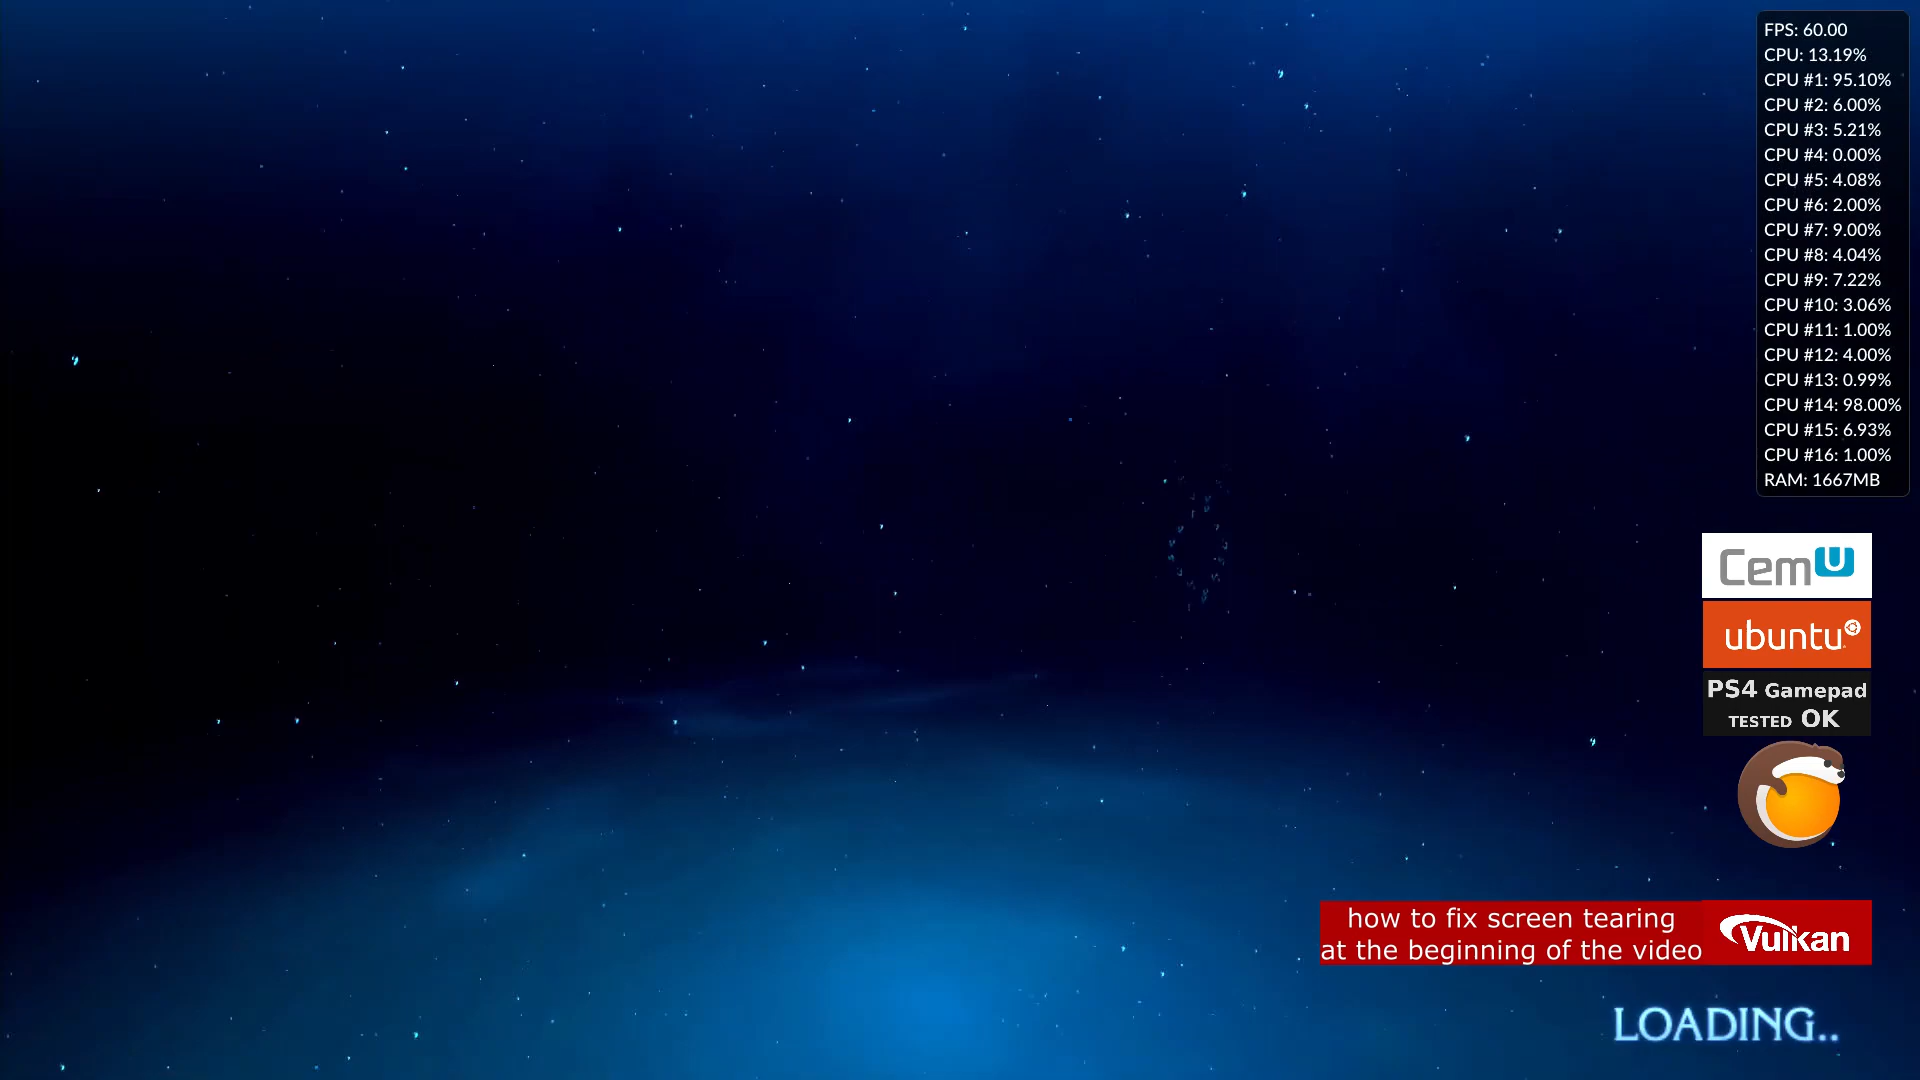 FPS: 60.00
CPU: 13.19%
CPU #1: 95.10%
CPU #2: 6.00%
CPU #3: 5.21%
CPU #4: 0.00%
CPU #5: 4.08%
CPU #6: 2.00%
CPU #7: 9.00%
CPU #8: 4.04%
CPU #9: 7.22%
CPU #10: 3.06%
CPU #11: 1.00%
CPU #12: 4.00%
CPU #13: 0.99%
CPU #14: 98.00%
CPU #15: 6.93%
CPU #16: 1.00%
RAM: 1667MB
CemU
ubuntu
PS4 Gamepad
TESTED OK
how to fix screen tearing
at the beginning of the video
Vulkan
LOADING..